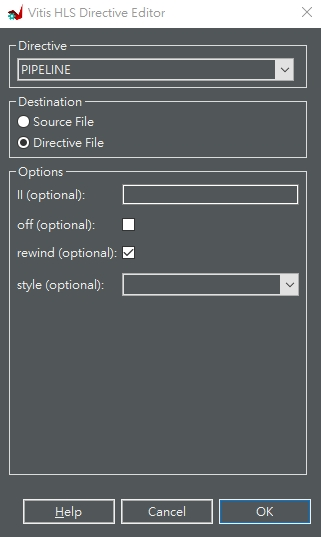 Vitis HLS Directive Editor
Directive
PIPELINE
Destination
Source File
Directive File
Options
II (optional):
off (optional):
rewind (optional):
style (optional):
Help
Cancel
OK